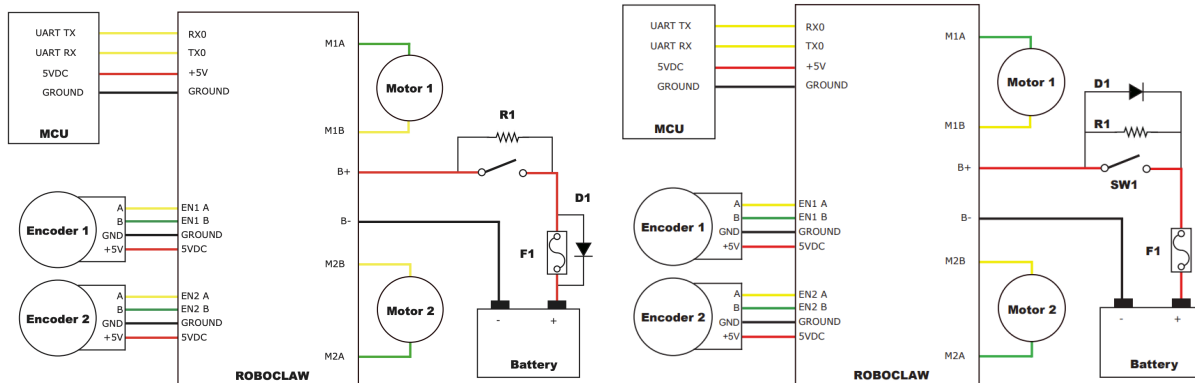 UART TX
RX0
UART RX
TX0
5VDC
+5V
GROUND
GROUND
MCU
M1A
Motor 1
M1B
R1
B+
B-
D1
F1
Encoder 1
A
EN1 A
B
EN1 B
GND
GROUND
+5V
5VDC
M2B
Motor 2
M2A
Encoder 2
A
EN2 A
B
EN2 B
GND
GROUND
+5V
5VDC
- +
Battery
ROBOCLAW
UART TX
RX0
UART RX
TX0
5VDC
+5V
GROUND
GROUND
MCU
M1A
Motor 1
M1B
D1
R1
B+
SW1
B-
F1
Encoder 1
A
EN1 A
B
EN1 B
GND
GROUND
+5V
5VDC
M2B
Motor 2
M2A
Encoder 2
A
EN2 A
B
EN2 B
GND
GROUND
+5V
5VDC
- +
Battery
ROBOCLAW